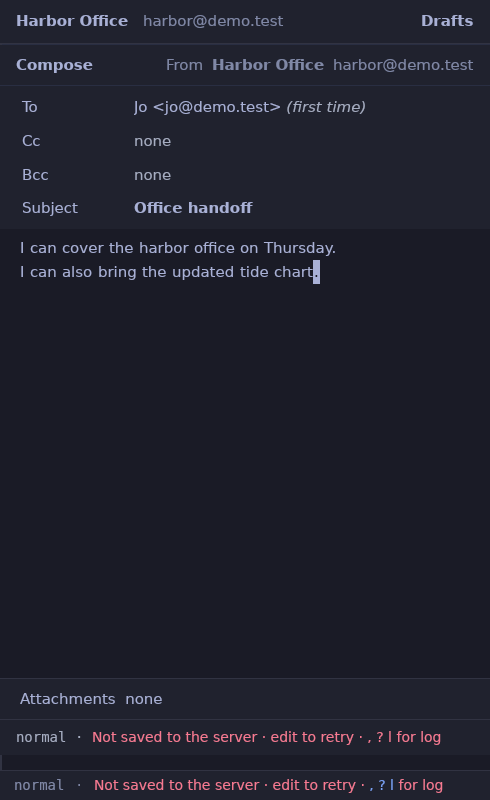 Harbor Office harbor@demo.test Drafts
Compose From Harbor Office harbor@demo.test
To Jo <jo@demo.test> (first time)
Cc none
Bcc none
Subject Office handoff
I can cover the harbor office on Thursday.
I can also bring the updated tide chart.
Attachments none
normal · Not saved to the server · edit to retry · , ? l for log
normal · Not saved to the server · edit to retry · , ? l for log